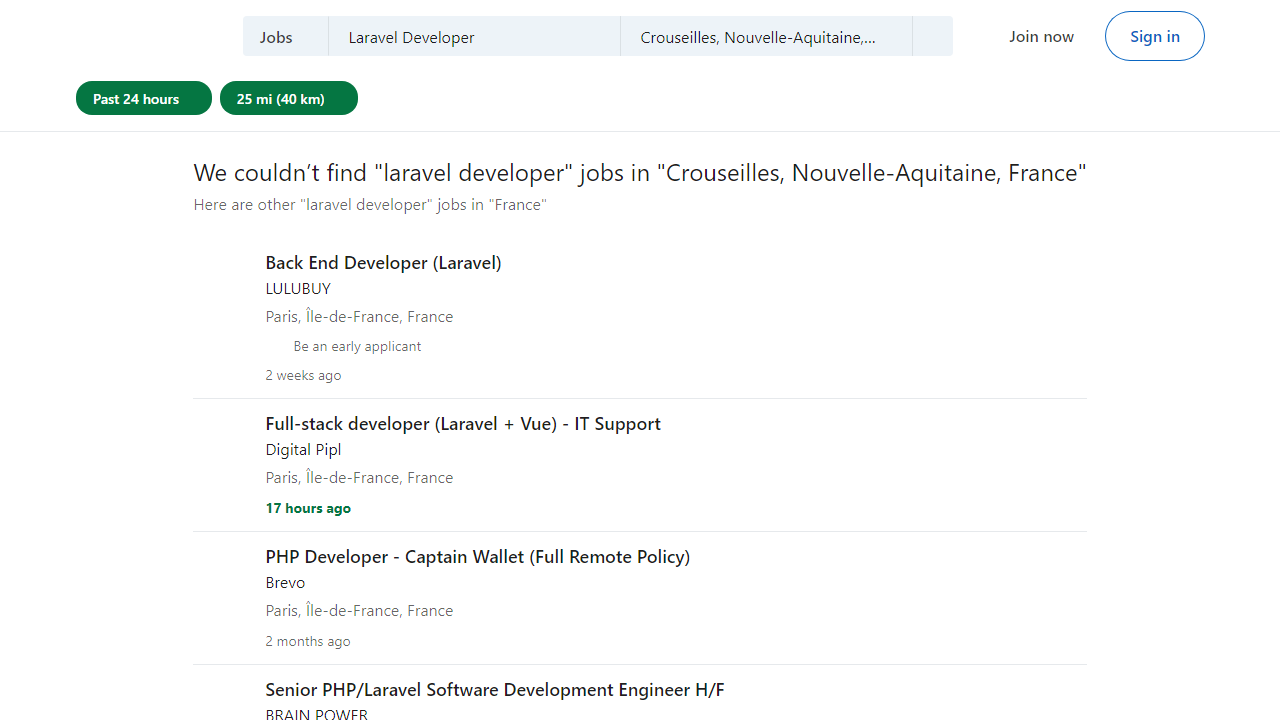 Jobs
Laravel Developer
Crouseilles, Nouvelle-Aquitaine,...
Join now
Sign in
Past 24 hours
25 mi (40 km)
We couldn’t find "laravel developer" jobs in "Crouseilles, Nouvelle-Aquitaine, France"
Here are other "laravel developer" jobs in "France"
Back End Developer (Laravel)
LULUBUY
Paris, Île-de-France, France
Be an early applicant
2 weeks ago
Full-stack developer (Laravel + Vue) - IT Support
Digital Pipl
Paris, Île-de-France, France
17 hours ago
PHP Developer - Captain Wallet (Full Remote Policy)
Brevo
Paris, Île-de-France, France
2 months ago
Senior PHP/Laravel Software Development Engineer H/F
BRAIN POWER